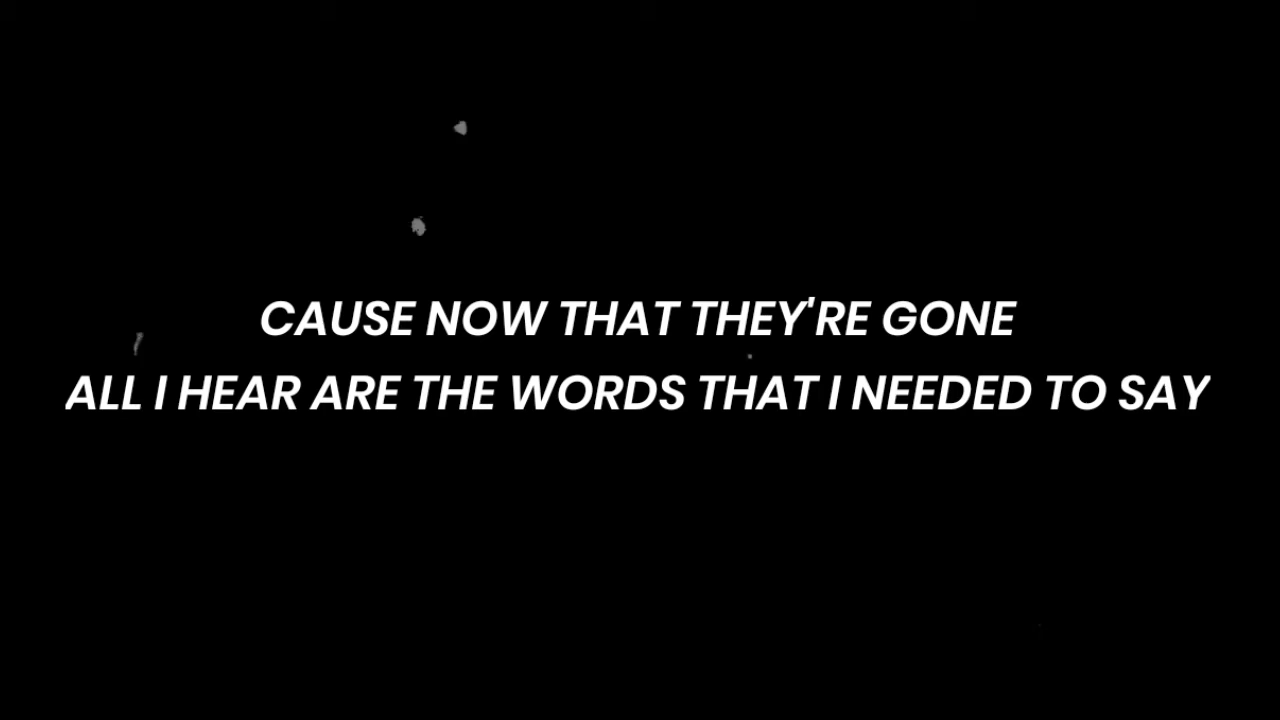 CAUSE NOW THAT THEY'RE GONE
ALL I HEAR ARE THE WORDS THAT I NEEDED TO SAY